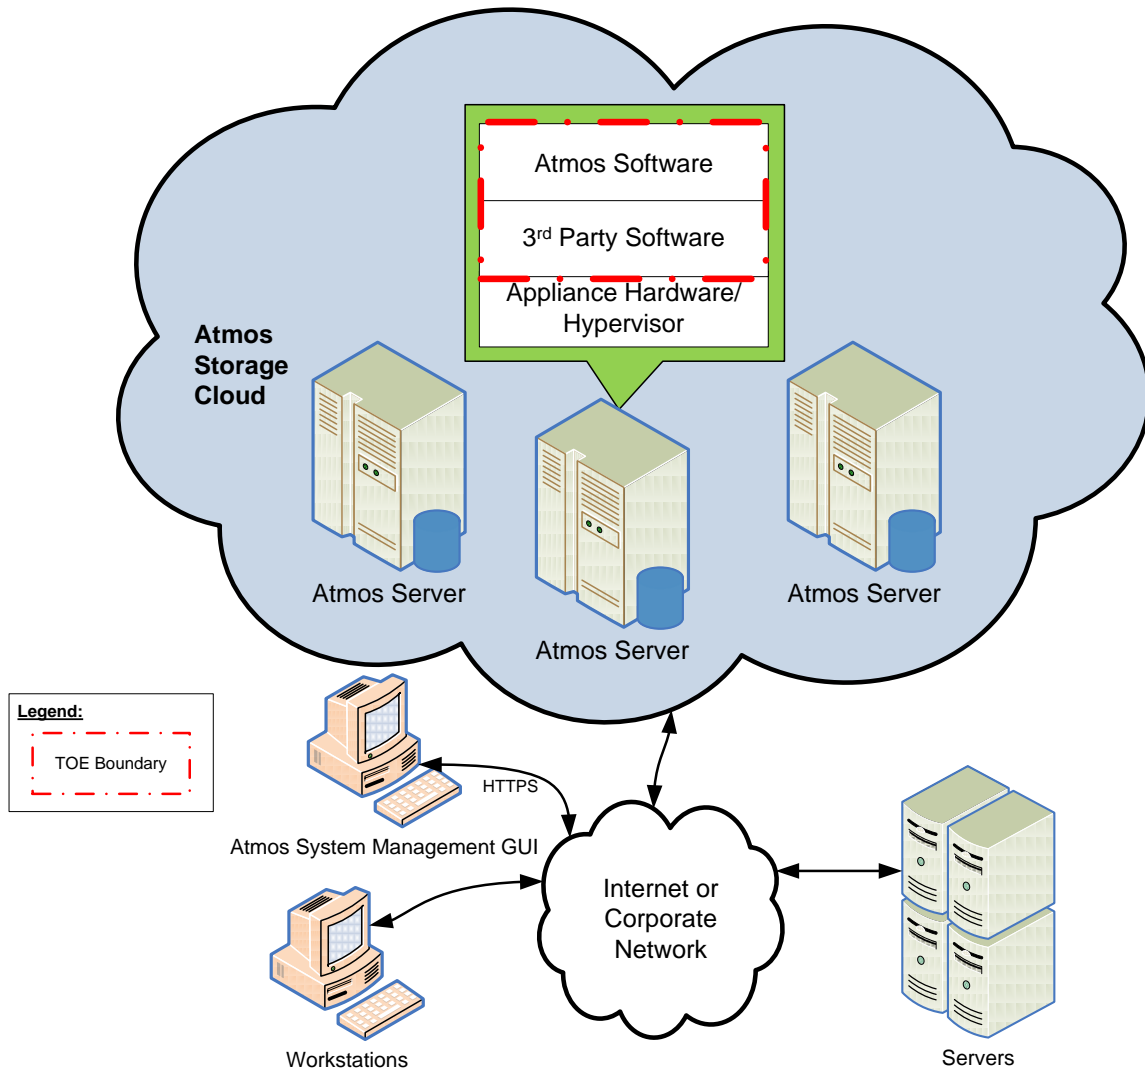 Atmos Software
3rd Party Software
Appliance Hardware/
Hypervisor
Atmos
Storage
Cloud
Atmos Server
Atmos Server
Atmos Server
Legend:
TOE Boundary
HTTPS
Atmos System Management GUI
Internet or
Corporate
Network
Workstations
Servers